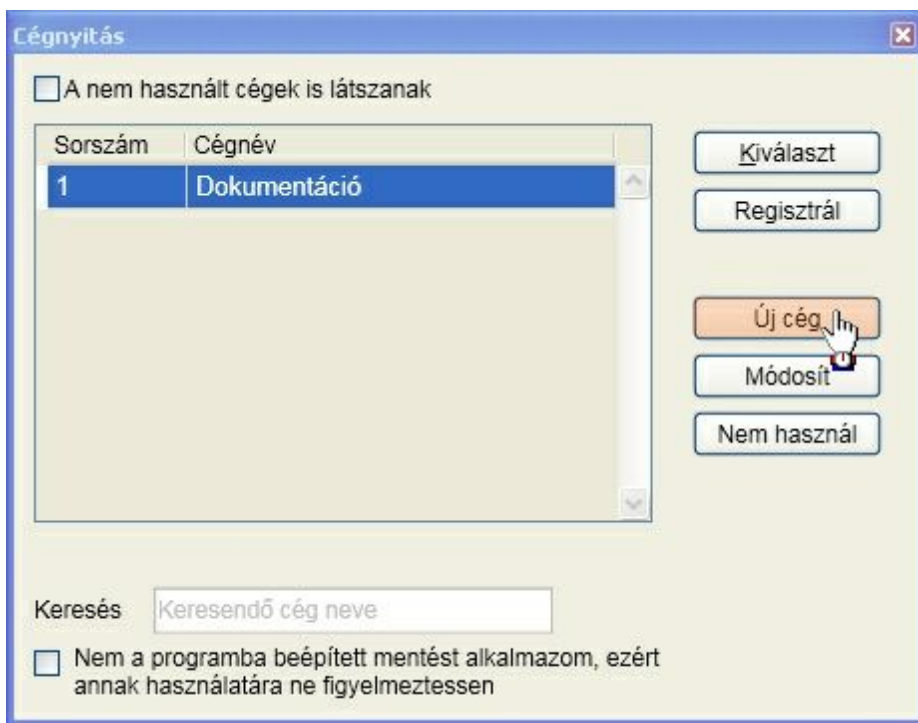 Cégnyitás
A nem használt cégek is látszanak
Sorszám Cégnév
1 Dokumentáció
Kiválaszt
Regisztrál
Új cég
Módosít
Nem használ
Keresés Keresendő cég neve
Nem a programba beépített mentést alkalmazom, ezért
annak használatára ne figyelmeztessen